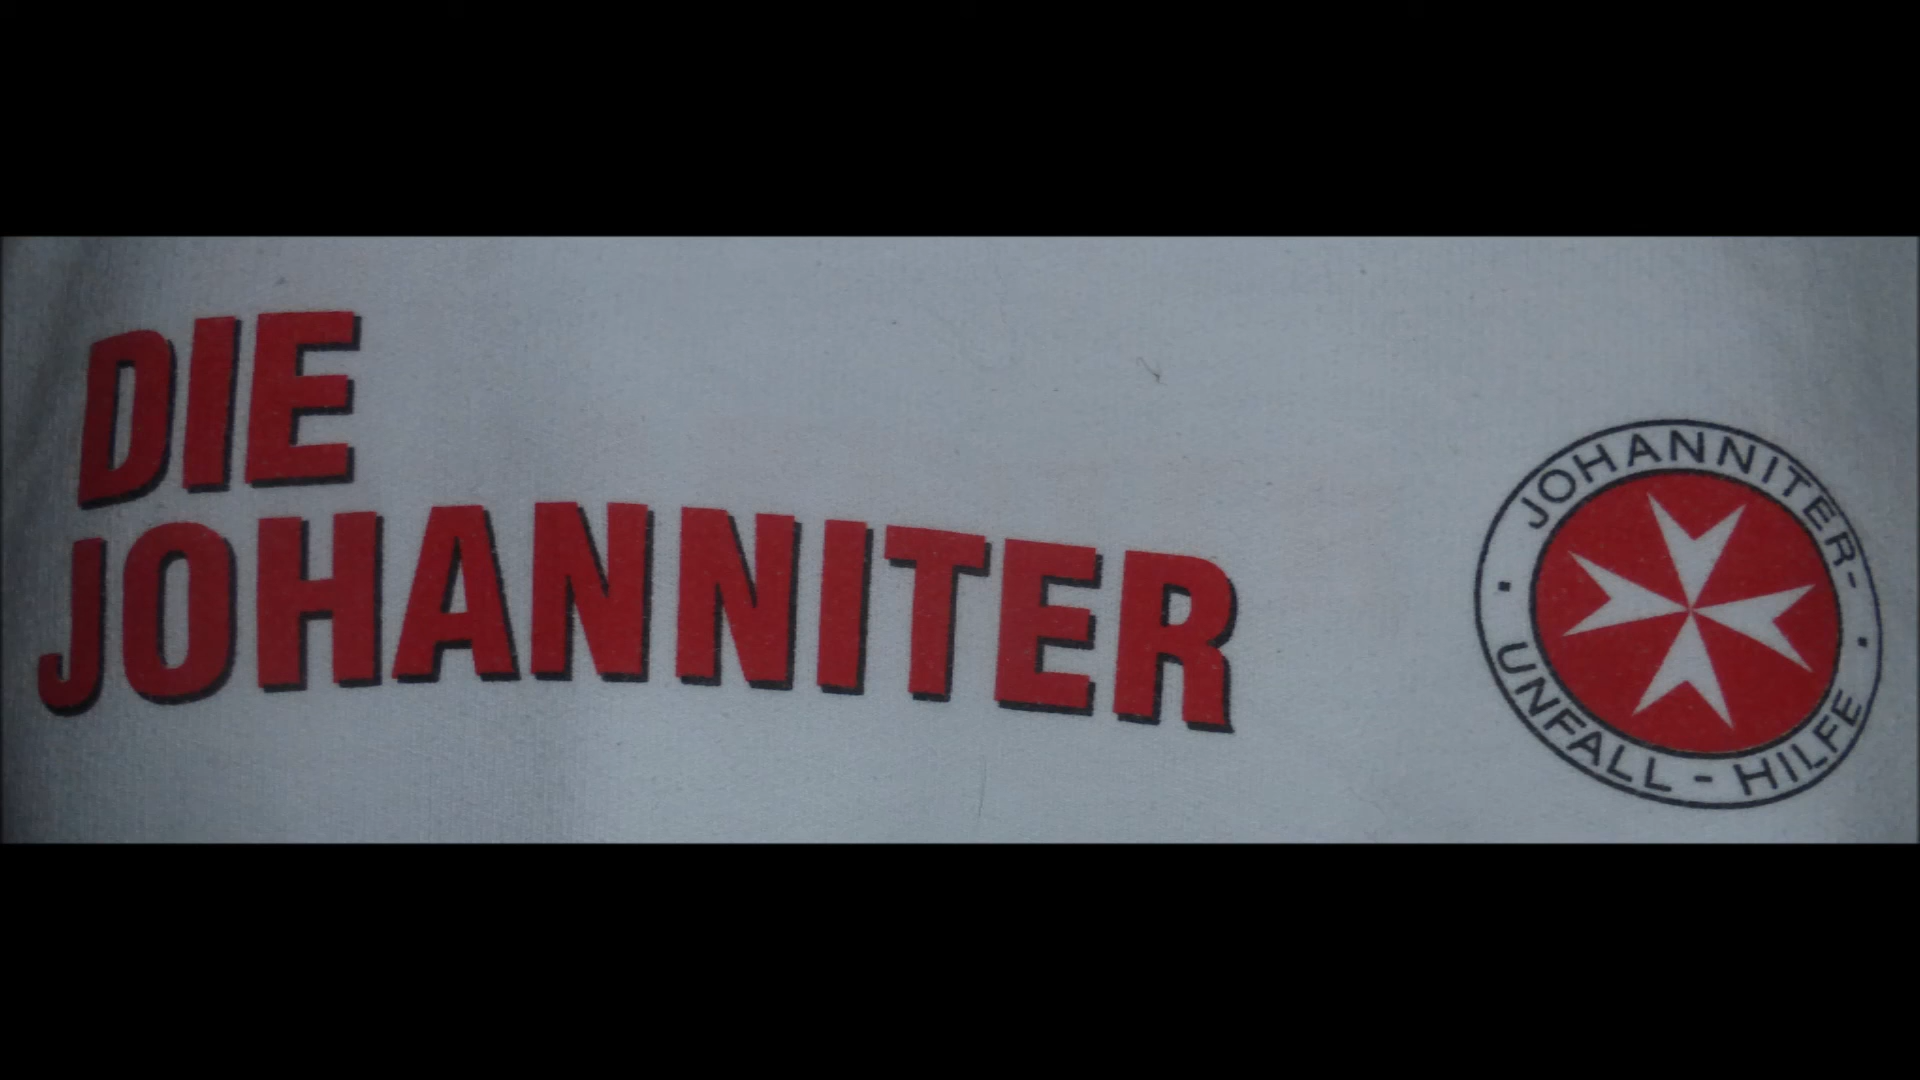 DIE
JOHANNITER
JOHANNITER-
· UNFALL - HILFE ·